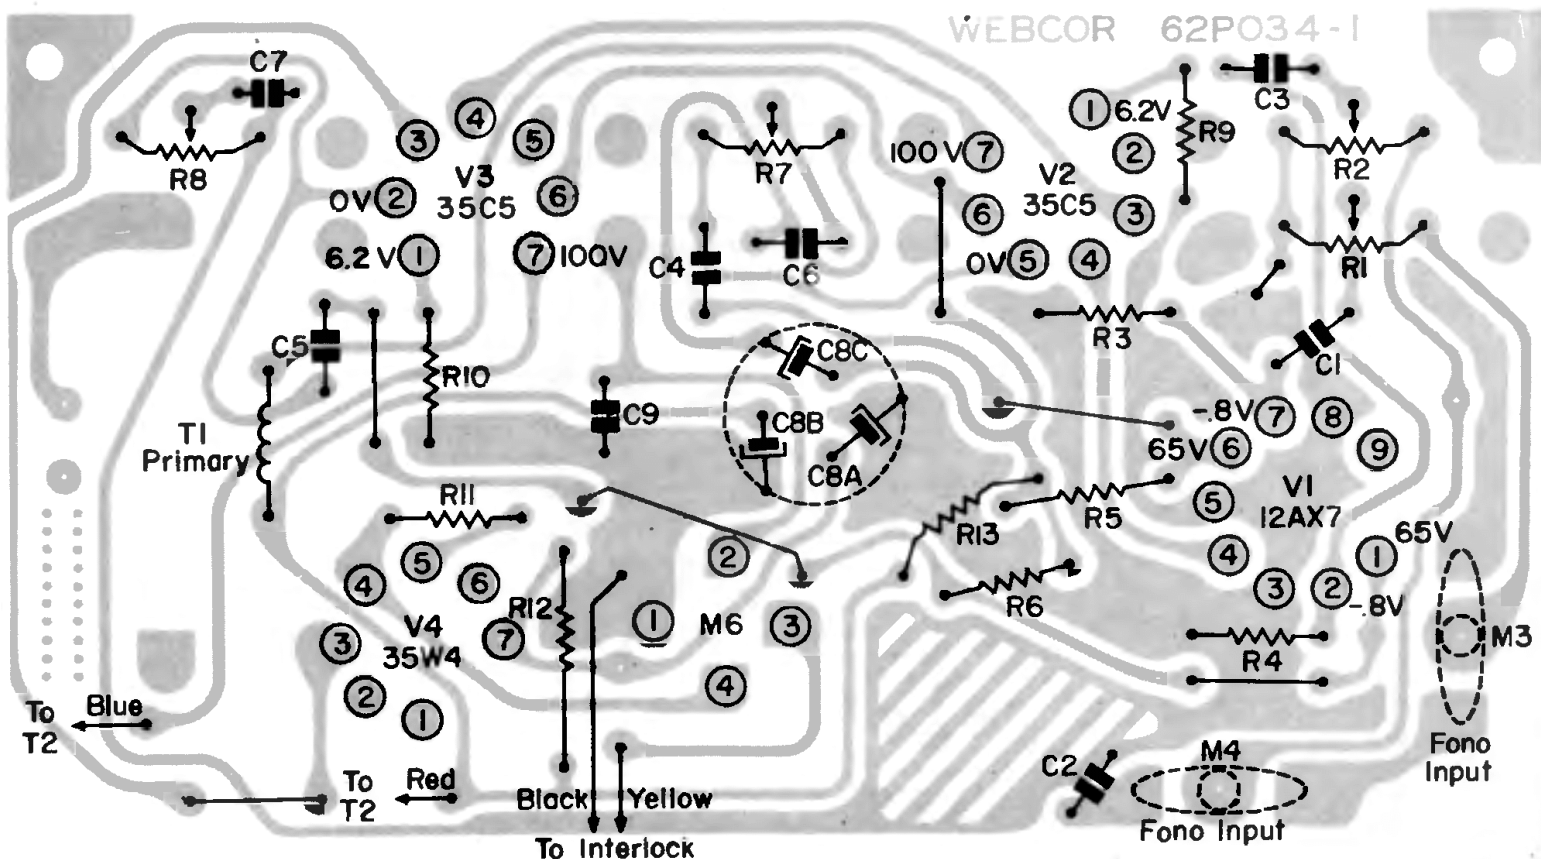 WEBCOR 62P034-1
C7
R8
3
4
5
V3
35C5
0V 2
6
6.2V 1
7 100V
R7
C4
C6
100V 7
1 6.2V
2
R9
C3
V2
35C5
6
3
0V 5
4
R2
R1
R3
C1
C5
R10
T1
Primary
C9
C8C
C8B
C8A
-.8V 7
8
65V 6
9
5
V1
12AX7
4
3
2
1
65V
-.8V
R11
R13
R5
R6
R4
5
4
6
V4
35W4
3
7
2
1
R12
2
1
M6
3
4
M3
Fono
Input
To
T2
Blue
To
T2
Red
Black
Yellow
To Interlock
C2
M4
Fono Input